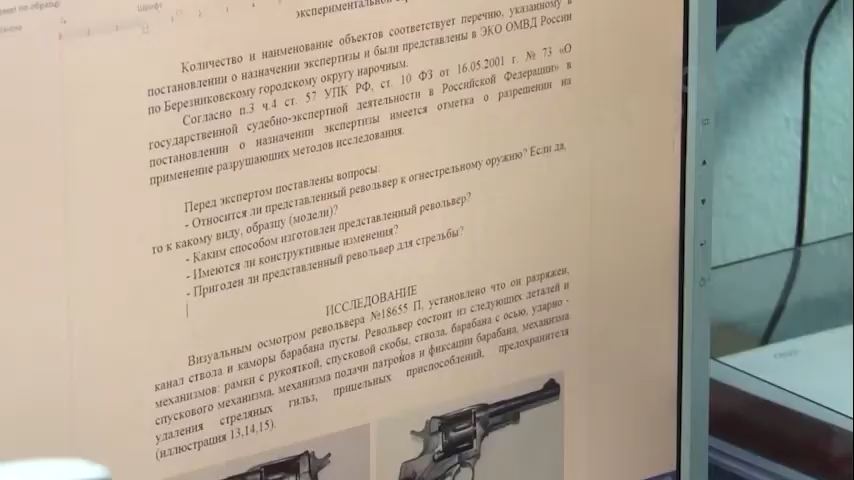 Шрифт
экспериментальной
Количество и наименование объектов соответствует перечню, указанному в
постановлении о назначении экспертизы и были представлены в ЭКО ОМВД России
по Березниковскому городскому округу нарочным.
Согласно п.3 ч.4 ст. 57 УПК РФ, ст. 10 ФЗ от 16.05.2001 г. № 73 «О
государственной судебно-экспертной деятельности в Российской Федерации» в
постановлении о назначении экспертизы имеется отметка о разрешении на
применение разрушающих методов исследования.
Перед экспертом поставлены вопросы:
- Относится ли представленный револьвер к огнестрельному оружию? Если да,
то к какому виду, образцу (модели)?
- Каким способом изготовлен представленный револьвер?
- Имеются ли конструктивные изменения?
- Пригоден ли представленный револьвер для стрельбы?
ИССЛЕДОВАНИЕ
Визуальным осмотром револьвера №18655 П, установлено что он разряжен,
канал ствола и каморы барабана пусты. Револьвер состоит из следующих деталей и
механизмов: рамки с рукояткой, спусковой скобы, ствола, барабана с осью, ударно -
спускового механизма, механизма подачи патронов и фиксации барабана, механизма
удаления стреляных гильз, прицельных приспособлений, предохранителя
(иллюстрация 13,14,15).